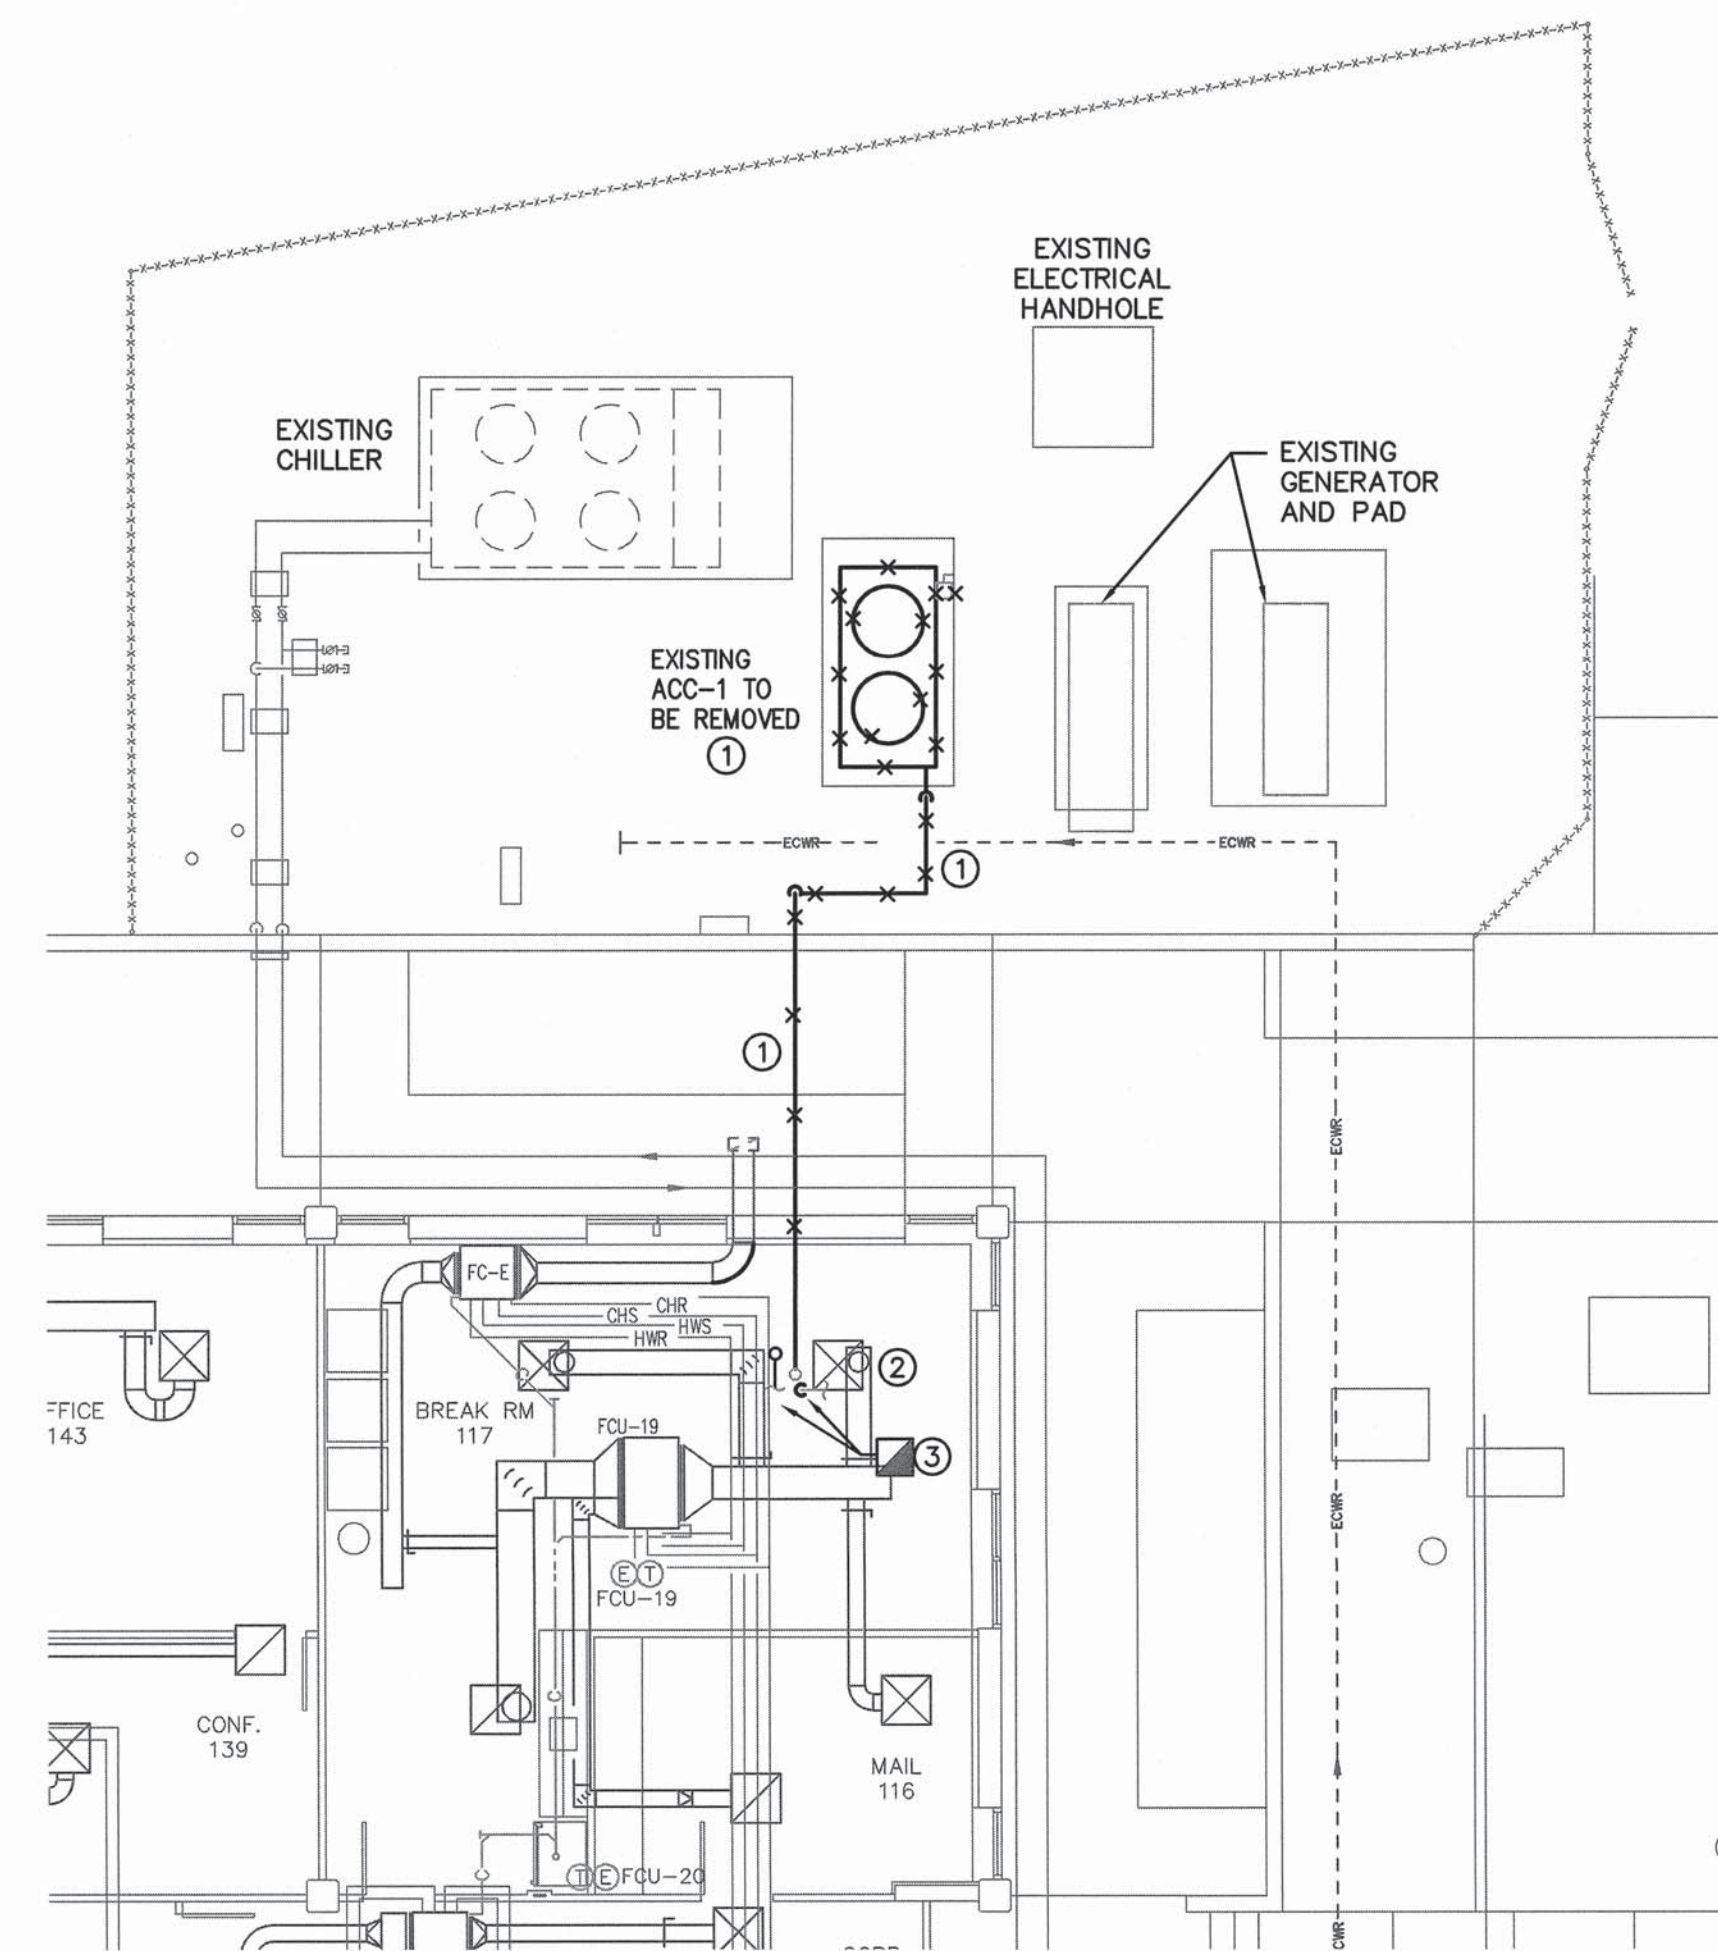 EXISTING
ELECTRICAL
HANDHOLE
EXISTING
CHILLER
EXISTING
GENERATOR
AND PAD
EXISTING
ACC-1 TO
BE REMOVED
1
ECWR
ECWR
1
1
ECWR
FC-E
CHR
CHS
HWS
HWR
2
C
FFICE
143
BREAK RM
117
FCU-19
3
ECWR
E T
FCU-19
C
CONF.
139
MAIL
116
C
T E FCU-20
CWR